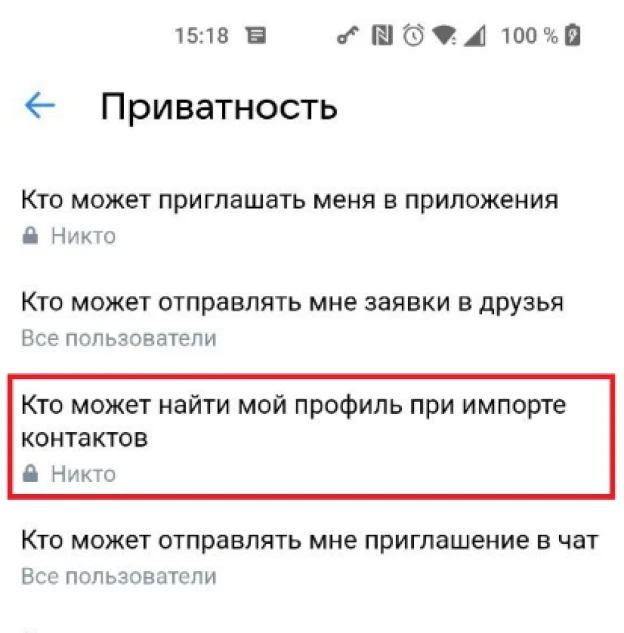 15:18 100 %
Приватность
Кто может приглашать меня в приложения
Никто
Кто может отправлять мне заявки в друзья
Все пользователи
Кто может найти мой профиль при импорте
контактов
Никто
Кто может отправлять мне приглашение в чат
Все пользователи